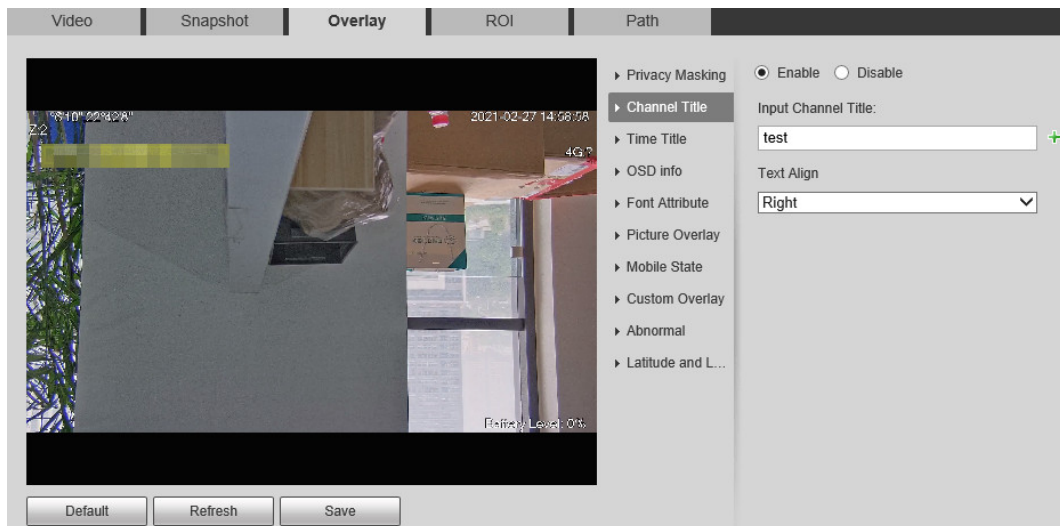 Video Snapshot Overlay ROI Path
2021-02-27 14:58:56
Z:2
Battery Level: 0%
Privacy Masking
Channel Title
Time Title
OSD info
Font Attribute
Picture Overlay
Mobile State
Custom Overlay
Abnormal
Latitude and L...
Enable Disable
Input Channel Title:
test
Text Align
Right
Default Refresh Save